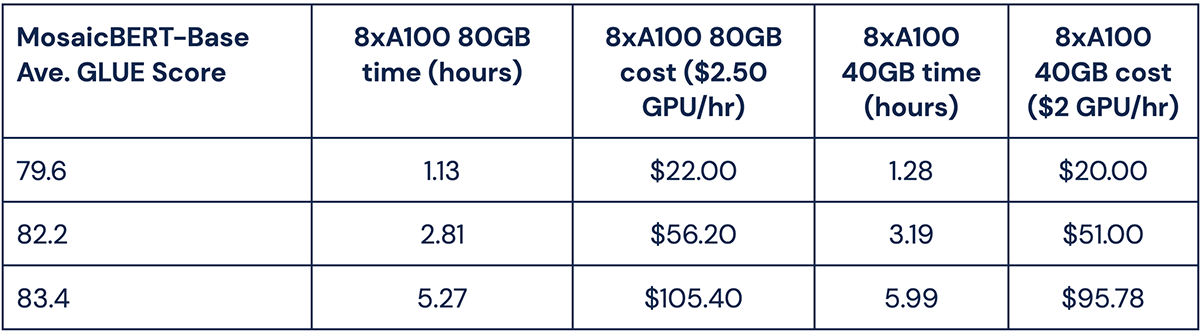 MosaicBERT-Base
Ave. GLUE Score
8xA100 80GB
time (hours)
8xA100 80GB
cost ($2.50
GPU/hr)
8xA100
40GB time
(hours)
8xA100
40GB cost
($2 GPU/hr)
79.6 1.13 $22.00 1.28 $20.00
82.2 2.81 $56.20 3.19 $51.00
83.4 5.27 $105.40 5.99 $95.78